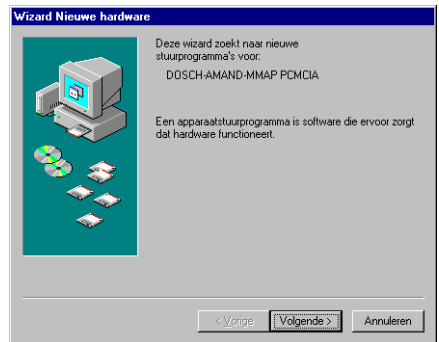 Wizard Nieuwe hardware
Deze wizard zoekt naar nieuwe
stuurprogramma's voor:
DOSCH-AMAND-MMAP PCMCIA
Een apparaatstuurprogramma is software die ervoor zorgt
dat hardware functioneert.
< Vorige Volgende > Annuleren